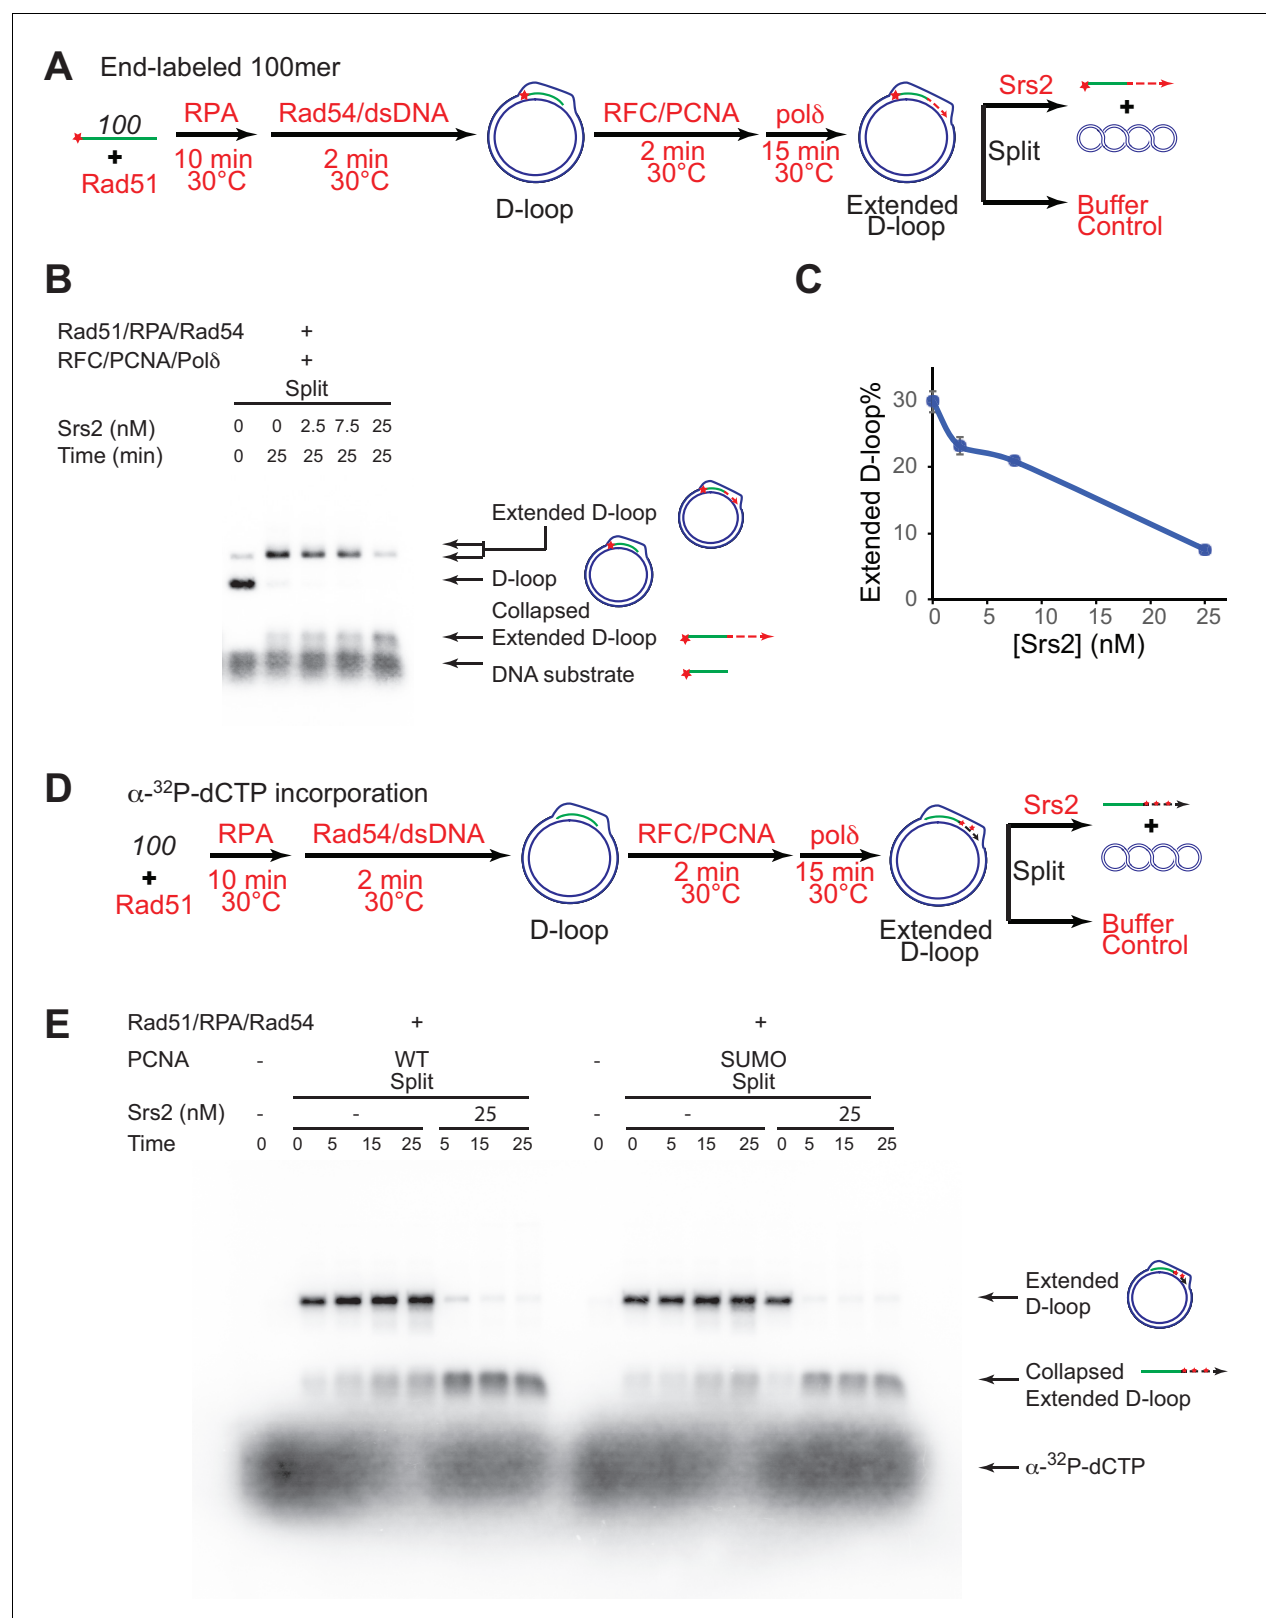 A End-labeled 100mer
100
+
Rad51
RPA
10 min
30°C
Rad54/dsDNA
2 min
30°C
D-loop
RFC/PCNA
2 min
30°C
polδ
15 min
30°C
Extended
D-loop
Split
Srs2
+
Buffer
Control
B
Rad51/RPA/Rad54 +
RFC/PCNA/Polδ +
Split
Srs2 (nM) 0 0 2.5 7.5 25
Time (min) 0 25 25 25 25
Extended D-loop
D-loop
Collapsed
Extended D-loop
DNA substrate
C
Extended D-loop%
30
20
10
0
0 5 10 15 20 25
[Srs2] (nM)
D α-³²P-dCTP incorporation
100
+
Rad51
RPA
10 min
30°C
Rad54/dsDNA
2 min
30°C
D-loop
RFC/PCNA
2 min
30°C
polδ
15 min
30°C
Extended
D-loop
Split
Srs2
+
Buffer
Control
E
Rad51/RPA/Rad54 + +
PCNA - WT - SUMO
Split Split
Srs2 (nM) - - 25 - - 25
Time 0 0 5 15 25 5 15 25 0 0 5 15 25 0 5 15 25
Extended
D-loop
Collapsed
Extended D-loop
α-³²P-dCTP